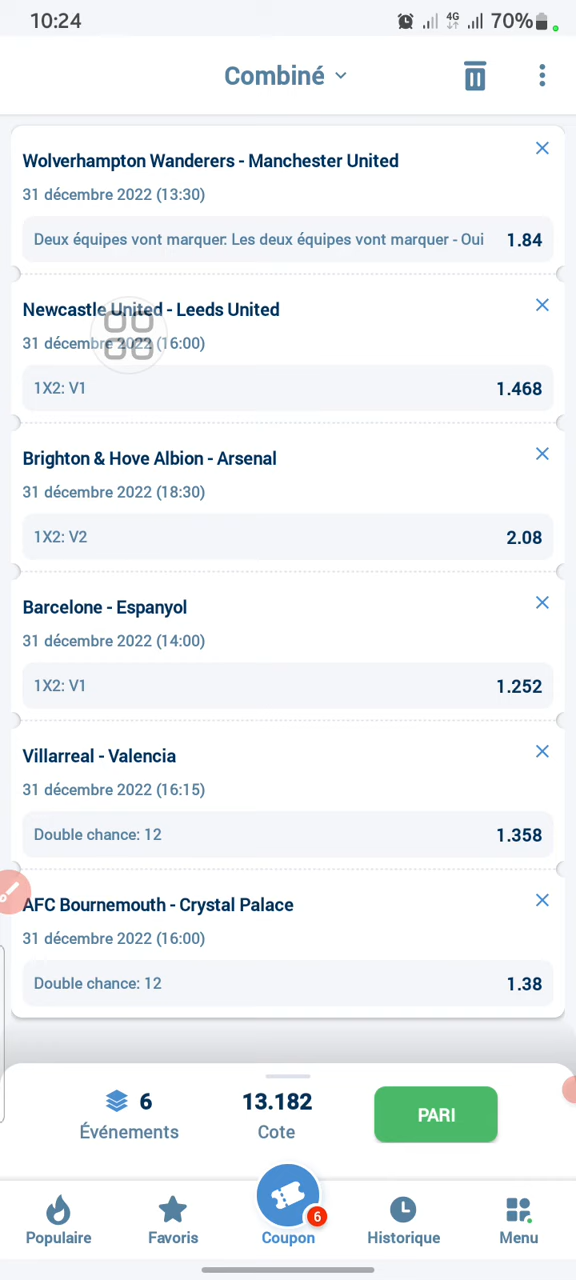 10:24
4G
70%
Combiné
Wolverhampton Wanderers - Manchester United
31 décembre 2022 (13:30)
Deux équipes vont marquer: Les deux équipes vont marquer - Oui 1.84
Newcastle United - Leeds United
31 décembre 2022 (16:00)
1X2: V1 1.468
Brighton & Hove Albion - Arsenal
31 décembre 2022 (18:30)
1X2: V2 2.08
Barcelone - Espanyol
31 décembre 2022 (14:00)
1X2: V1 1.252
Villarreal - Valencia
31 décembre 2022 (16:15)
Double chance: 12 1.358
AFC Bournemouth - Crystal Palace
31 décembre 2022 (16:00)
Double chance: 12 1.38
6 13.182
Événements Cote
PARI
6
Populaire Favoris Coupon Historique Menu